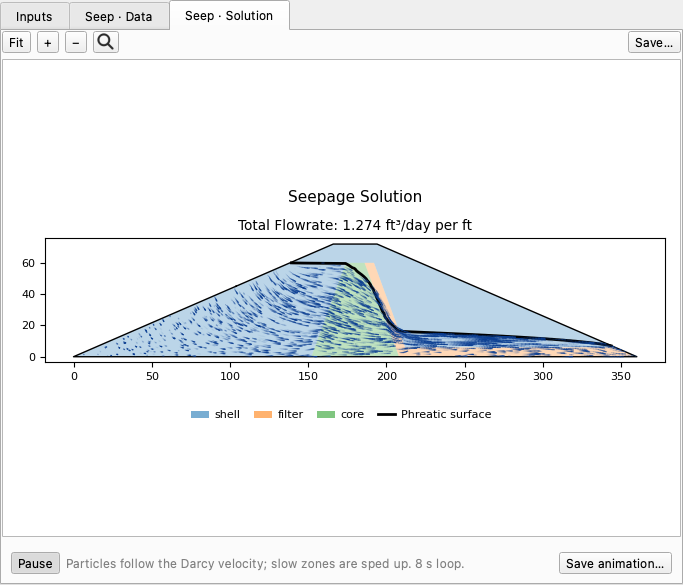 Inputs Seep · Data Seep · Solution
Fit + − Save...
Seepage Solution
Total Flowrate: 1.274 ft³/day per ft
60
40
20
0
0 50 100 150 200 250 300 350
shell filter core Phreatic surface
Pause Particles follow the Darcy velocity; slow zones are sped up. 8 s loop. Save animation...